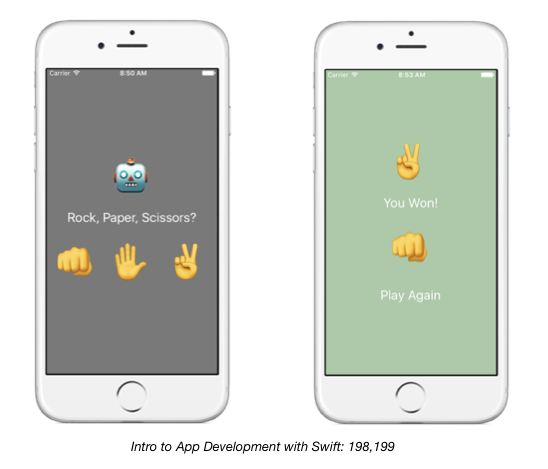 Carrier 8:50 AM
Rock, Paper, Scissors?
Carrier 8:53 AM
You Won!
Play Again
Intro to App Development with Swift: 198,199